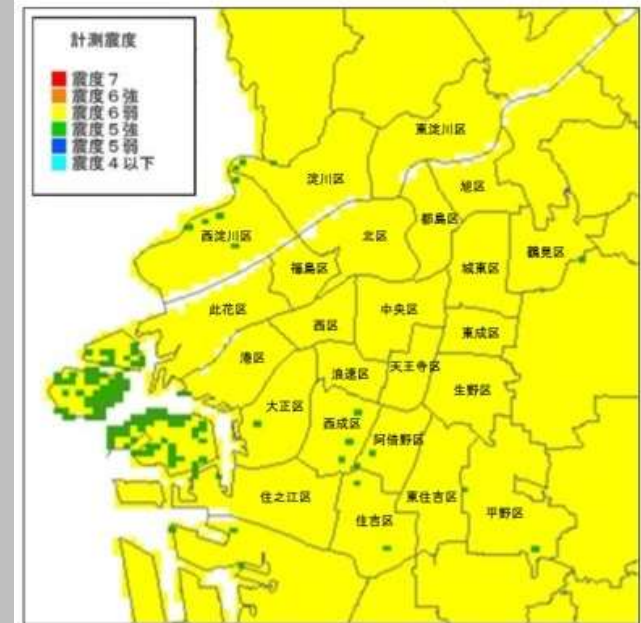 計測震度
震度7
震度6強
震度6弱
震度5強
震度5弱
震度4以下
東淀川区
淀川区
旭区
都島区
西淀川区
北区
鶴見区
福島区
城東区
此花区
中央区
西区
東成区
港区
浪速区
天王寺区
生野区
大正区
西成区
阿倍野区
住之江区
東住吉区
平野区
住吉区